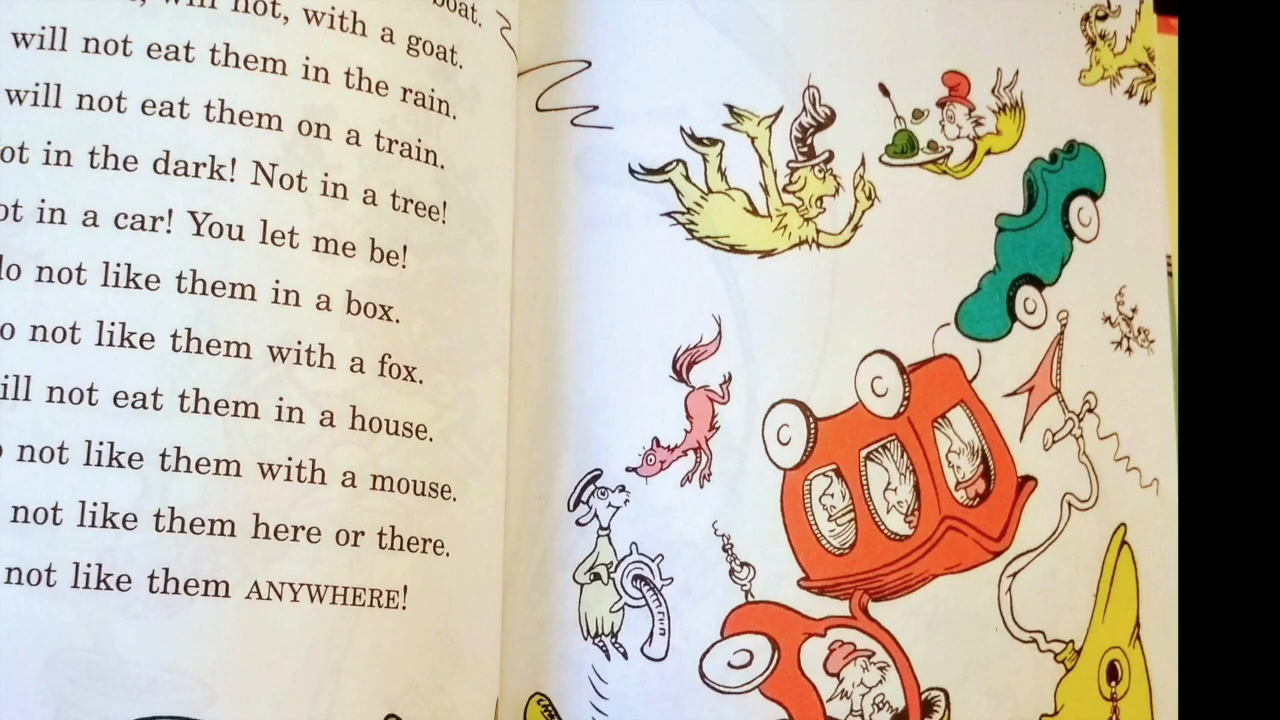 not, with a goat.
will not eat them in the rain.
will not eat them on a train.
ot in the dark! Not in a tree!
ot in a car! You let me be!
do not like them in a box.
o not like them with a fox.
ill not eat them in a house.
not like them with a mouse.
not like them here or there.
not like them ANYWHERE!